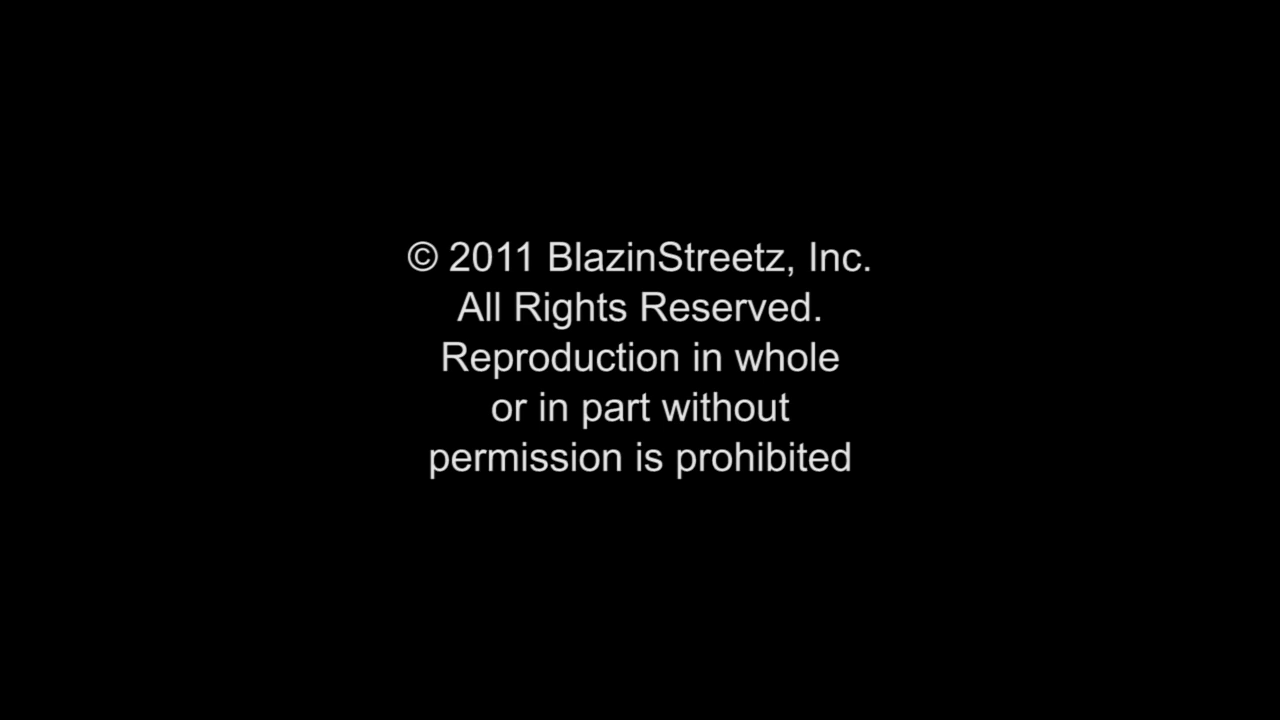 © 2011 BlazinStreetz, Inc.
All Rights Reserved.
Reproduction in whole
or in part without
permission is prohibited